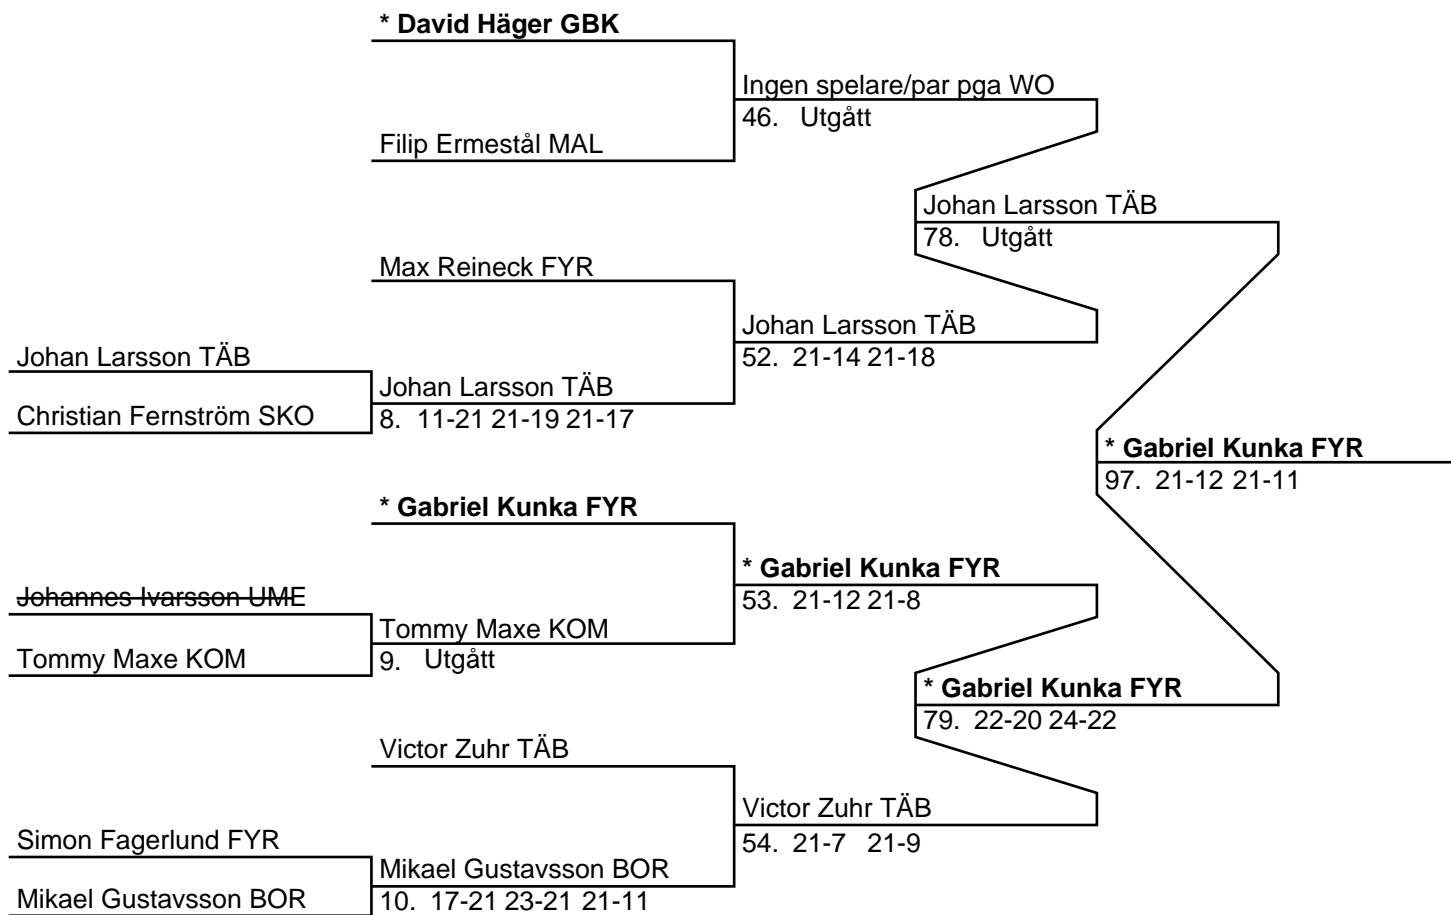 * David Häger GBK
Ingen spelare/par pga WO
46. Utgått
Filip Ermestål MAL
Johan Larsson TÄB
78. Utgått
Max Reineck FYR
Johan Larsson TÄB
52. 21-14 21-18
Johan Larsson TÄB
Johan Larsson TÄB
8. 11-21 21-19 21-17
Christian Fernström SKO
* Gabriel Kunka FYR
97. 21-12 21-11
* Gabriel Kunka FYR
* Gabriel Kunka FYR
53. 21-12 21-8
Johannes Ivarsson UME
Tommy Maxe KOM
9. Utgått
Tommy Maxe KOM
* Gabriel Kunka FYR
79. 22-20 24-22
Victor Zuhr TÄB
Victor Zuhr TÄB
54. 21-7 21-9
Simon Fagerlund FYR
Mikael Gustavsson BOR
10. 17-21 23-21 21-11
Mikael Gustavsson BOR